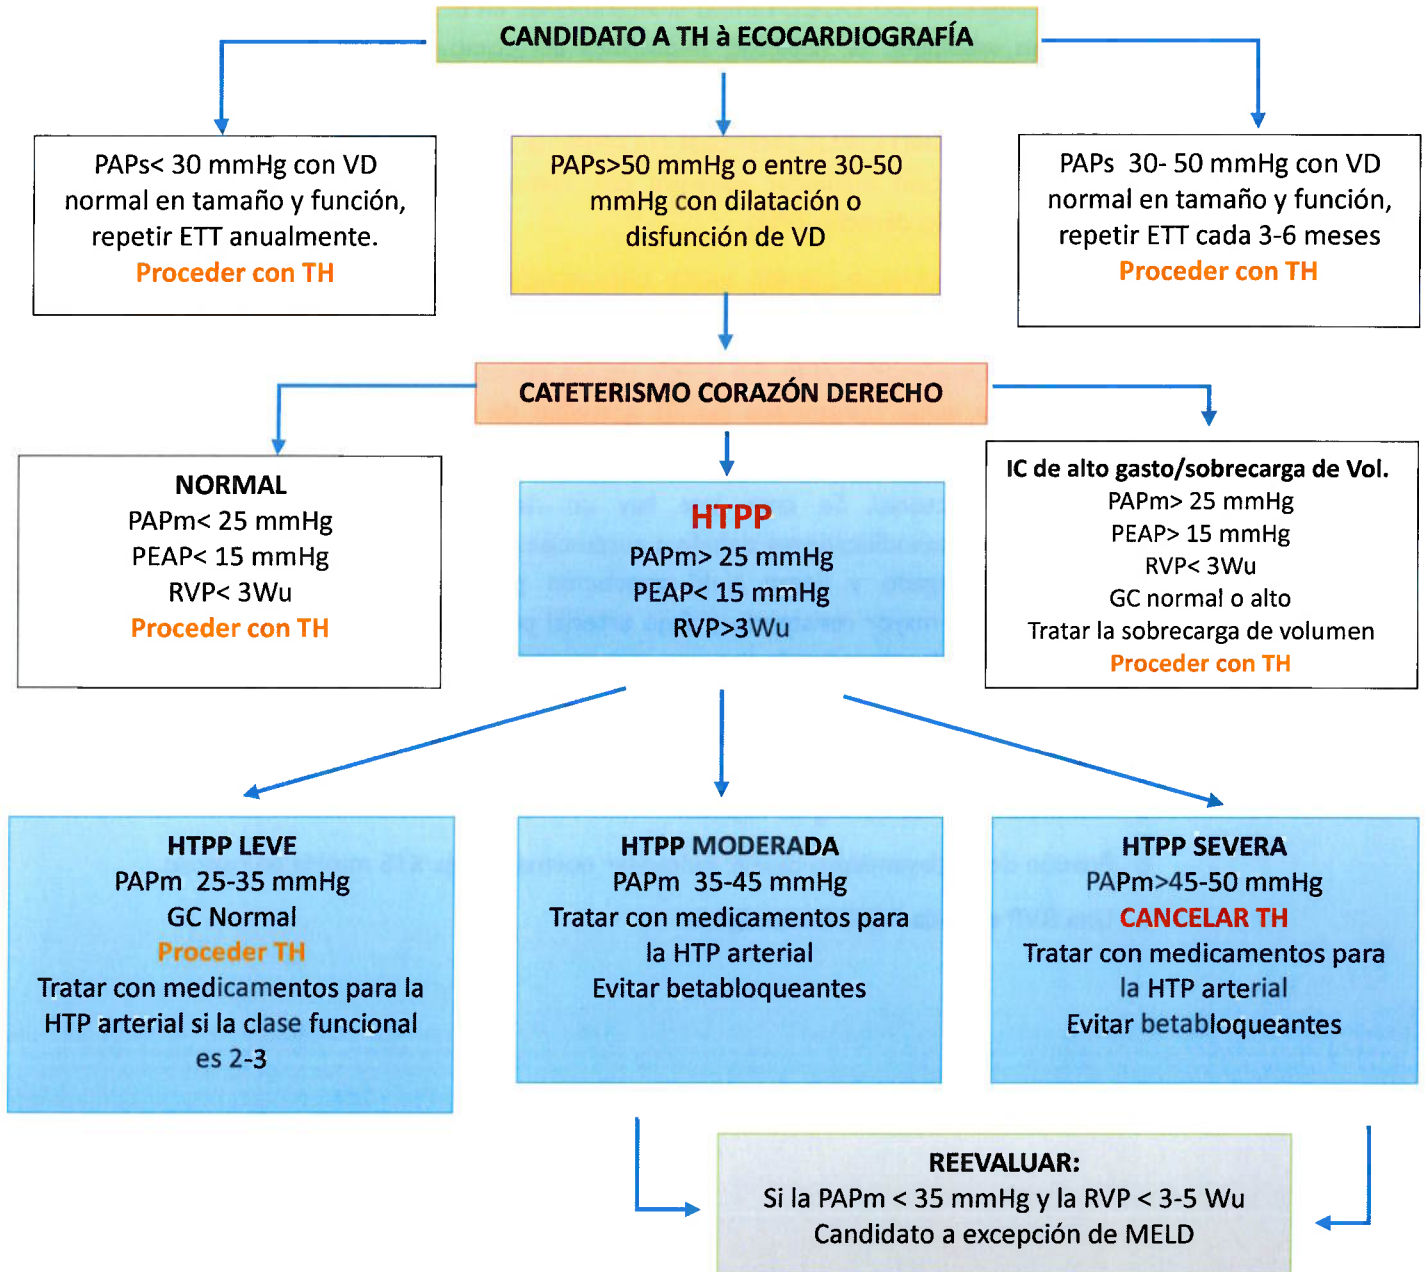 CANDIDATO A TH à ECOCARDIOGRAFÍA
PAPs< 30 mmHg con VD
normal en tamaño y función,
repetir ETT anualmente.
Proceder con TH
PAPs>50 mmHg o entre 30-50
mmHg con dilatación o
disfunción de VD
PAPs 30- 50 mmHg con VD
normal en tamaño y función,
repetir ETT cada 3-6 meses
Proceder con TH
CATETERISMO CORAZÓN DERECHO
NORMAL
PAPm< 25 mmHg
PEAP< 15 mmHg
RVP< 3Wu
Proceder con TH
HTPP
PAPm> 25 mmHg
PEAP< 15 mmHg
RVP>3Wu
IC de alto gasto/sobrecarga de Vol.
PAPm> 25 mmHg
PEAP> 15 mmHg
RVP< 3Wu
GC normal o alto
Tratar la sobrecarga de volumen
Proceder con TH
HTPP LEVE
PAPm 25-35 mmHg
GC Normal
Proceder TH
Tratar con medicamentos para la
HTP arterial si la clase funcional
es 2-3
HTPP MODERADA
PAPm 35-45 mmHg
Tratar con medicamentos para
la HTP arterial
Evitar betabloqueantes
HTPP SEVERA
PAPm>45-50 mmHg
CANCELAR TH
Tratar con medicamentos para
la HTP arterial
Evitar betabloqueantes
REEVALUAR:
Si la PAPm < 35 mmHg y la RVP < 3-5 Wu
Candidato a excepción de MELD